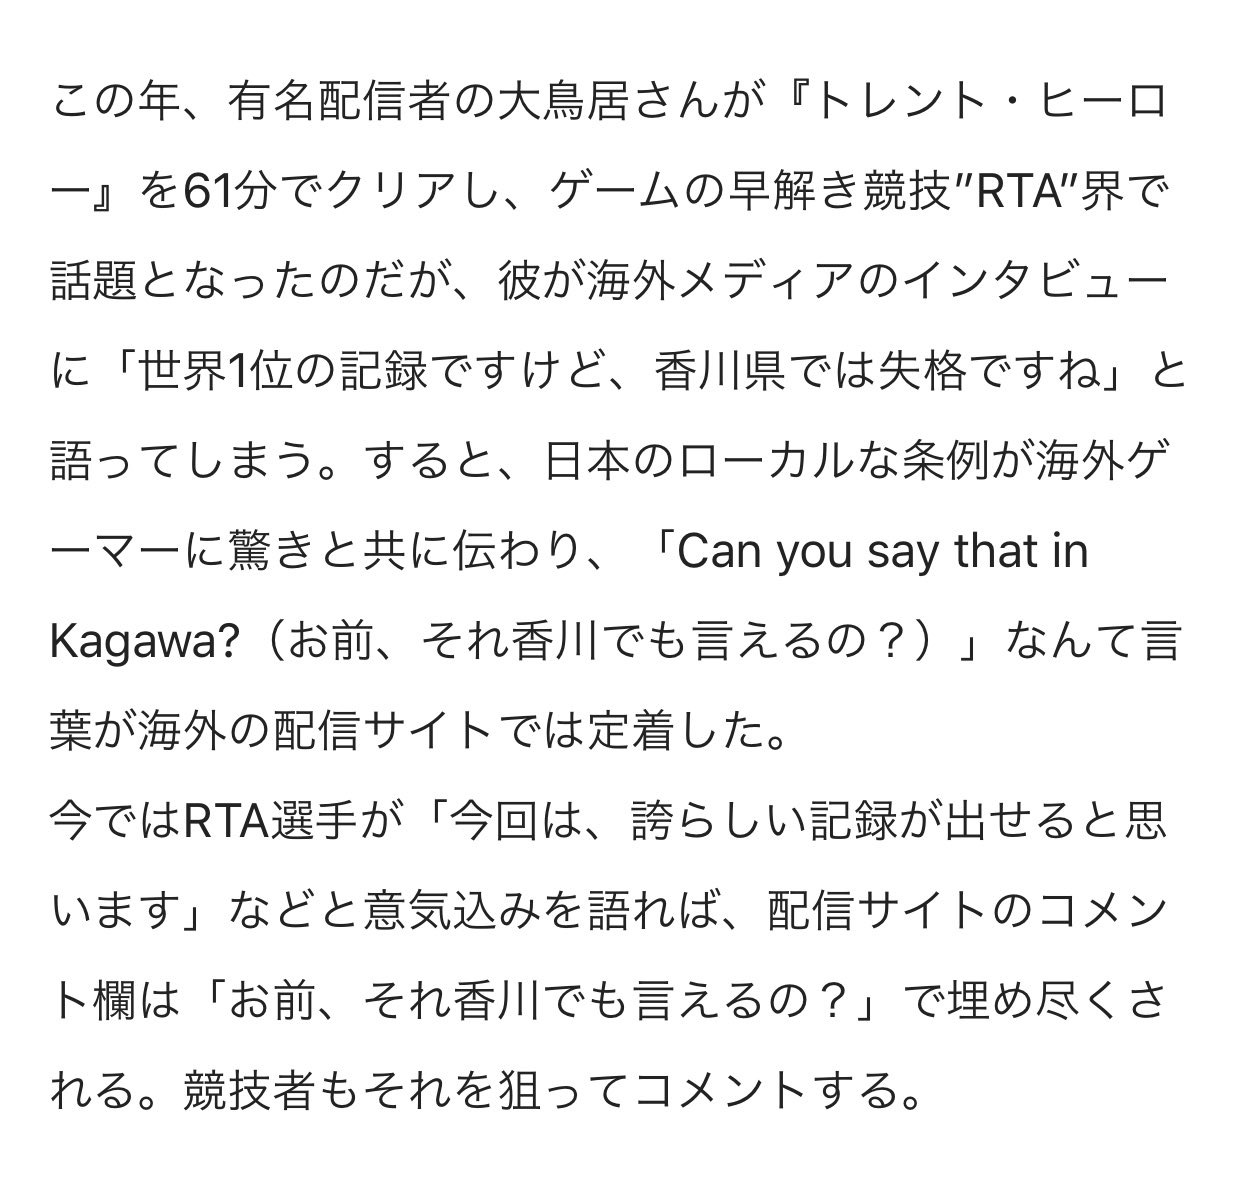 この年、有名配信者の大鳥居さんが『トレント・ヒーロ
ー』を61分でクリアし、ゲームの早解き競技"RTA"界で
話題となったのだが、彼が海外メディアのインタビュー
に「世界1位の記録ですけど、香川県では失格ですね」と
語ってしまう。すると、日本のローカルな条例が海外ゲ
ーマーに驚きと共に伝わり、「Can you say that in
Kagawa?（お前、それ香川でも言えるの？）」なんて言
葉が海外の配信サイトでは定着した。
今ではRTA選手が「今回は、誇らしい記録が出せると思
います」などと意気込みを語れば、配信サイトのコメン
ト欄は「お前、それ香川でも言えるの？」で埋め尽くさ
れる。競技者もそれを狙ってコメントする。